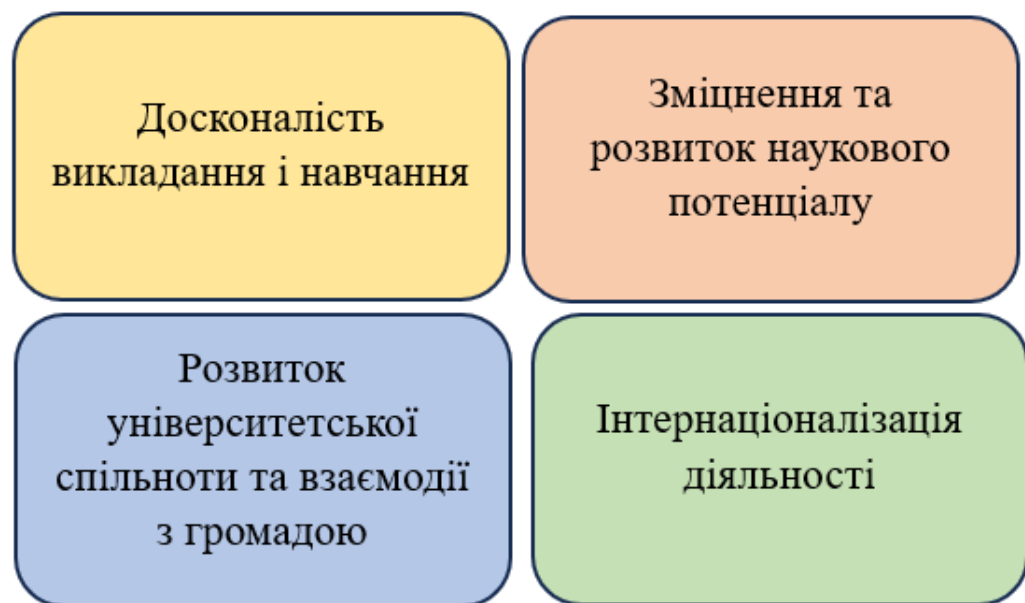 Досконалість
викладання і навчання
Зміцнення та
розвиток наукового
потенціалу
Розвиток
університетської
спільноти та взаємодії
з громадою
Інтернаціоналізація
діяльності